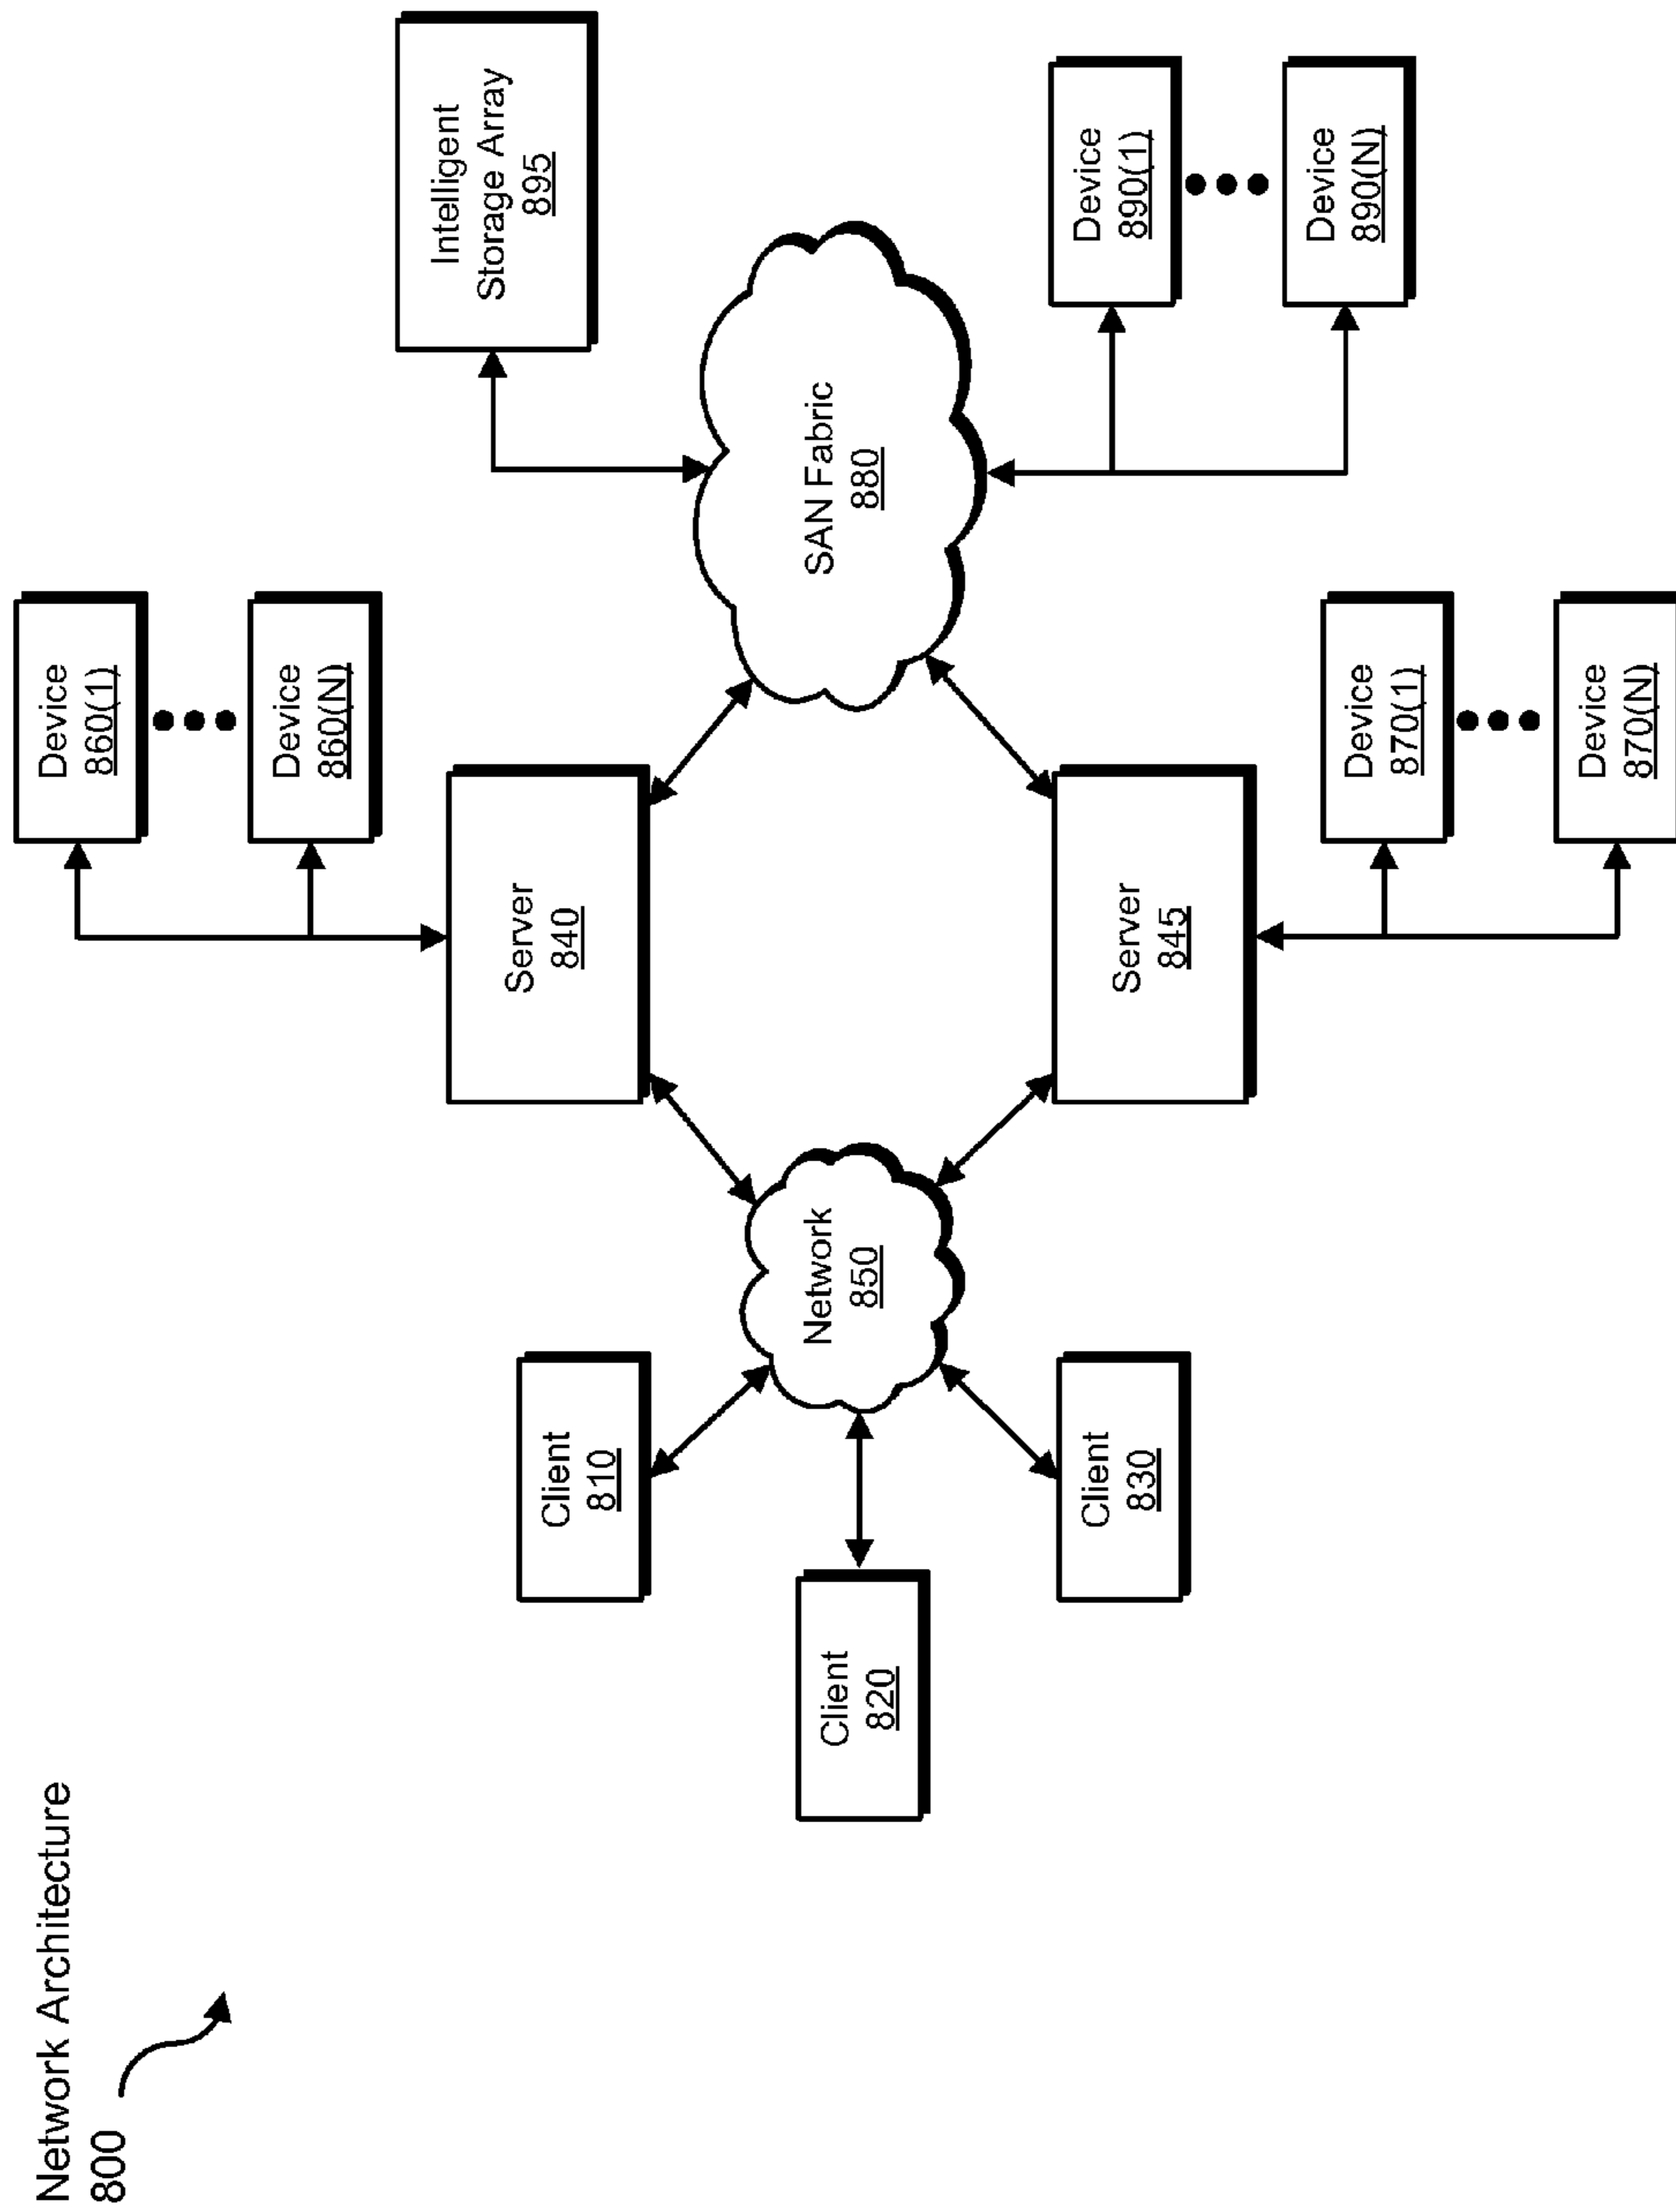 Network Architecture
800
Device
860(1)
Device
860(N)
Intelligent
Storage Array
895
Server
840
Client
810
Client
820
Network
850
SAN Fabric
880
Client
830
Server
845
Device
890(1)
Device
890(N)
Device
870(1)
Device
870(N)